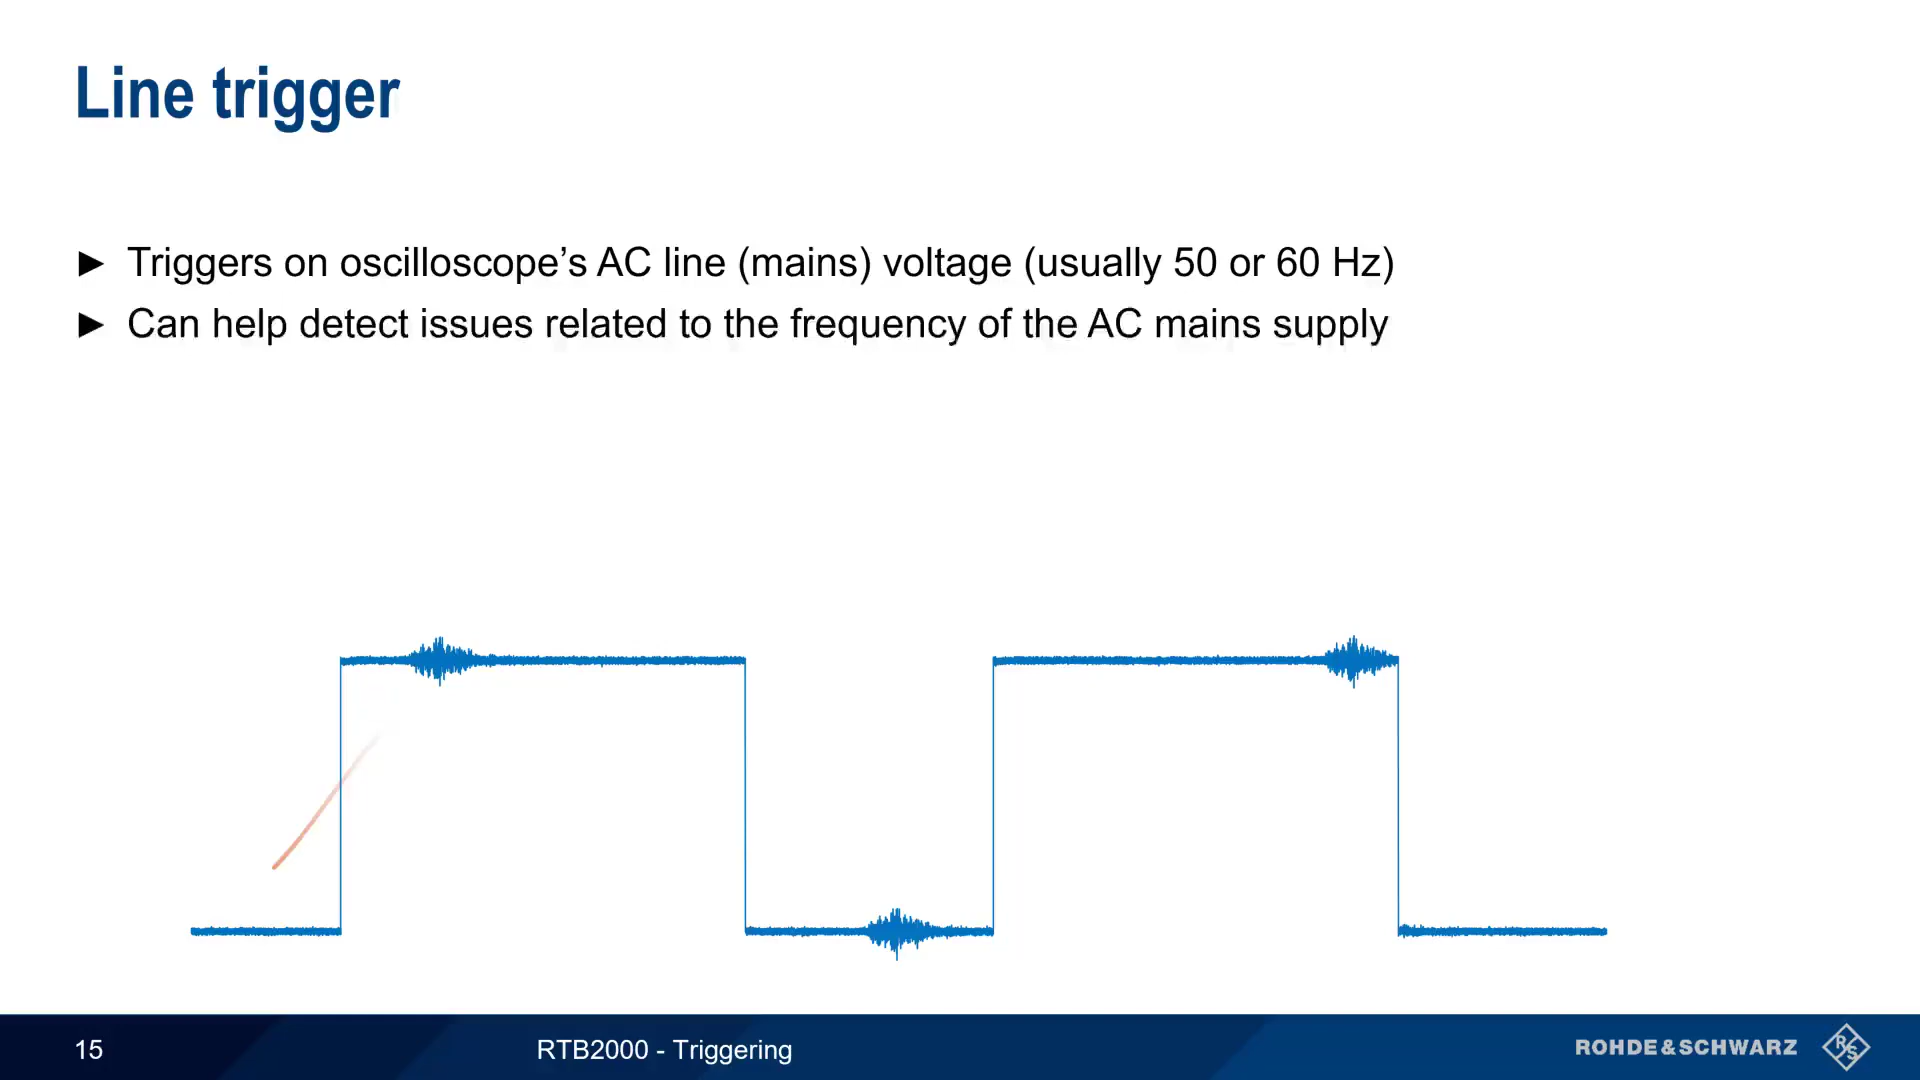 Line trigger
► Triggers on oscilloscope’s AC line (mains) voltage (usually 50 or 60 Hz)
► Can help detect issues related to the frequency of the AC mains supply
15
RTB2000 - Triggering
ROHDE&SCHWARZ
R
S